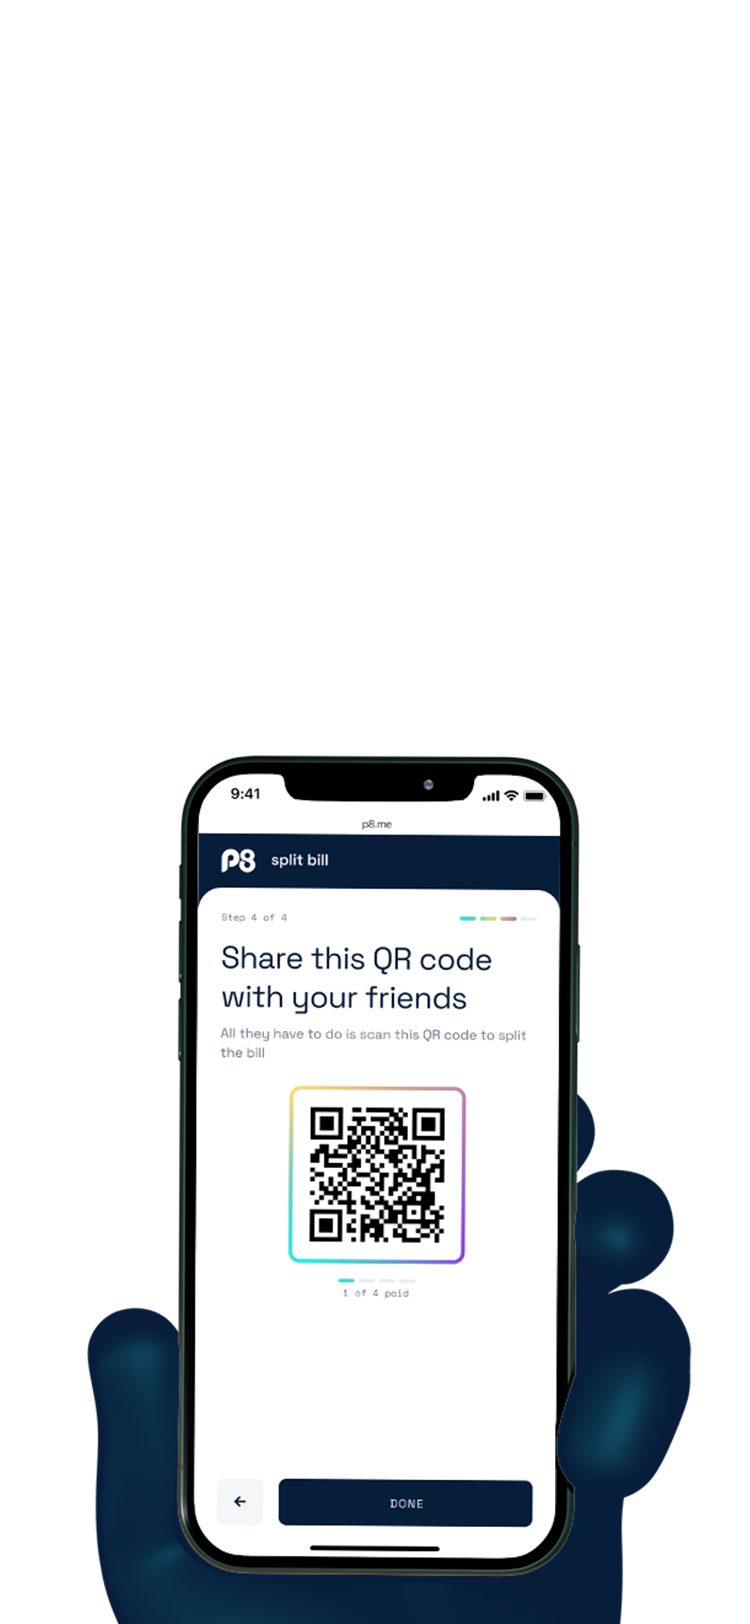 9:41
p8.me
P8 split bill
Step 4 of 4
Share this QR code
with your friends
All they have to do is scan this QR code to split
the bill
1 of 4 paid
DONE